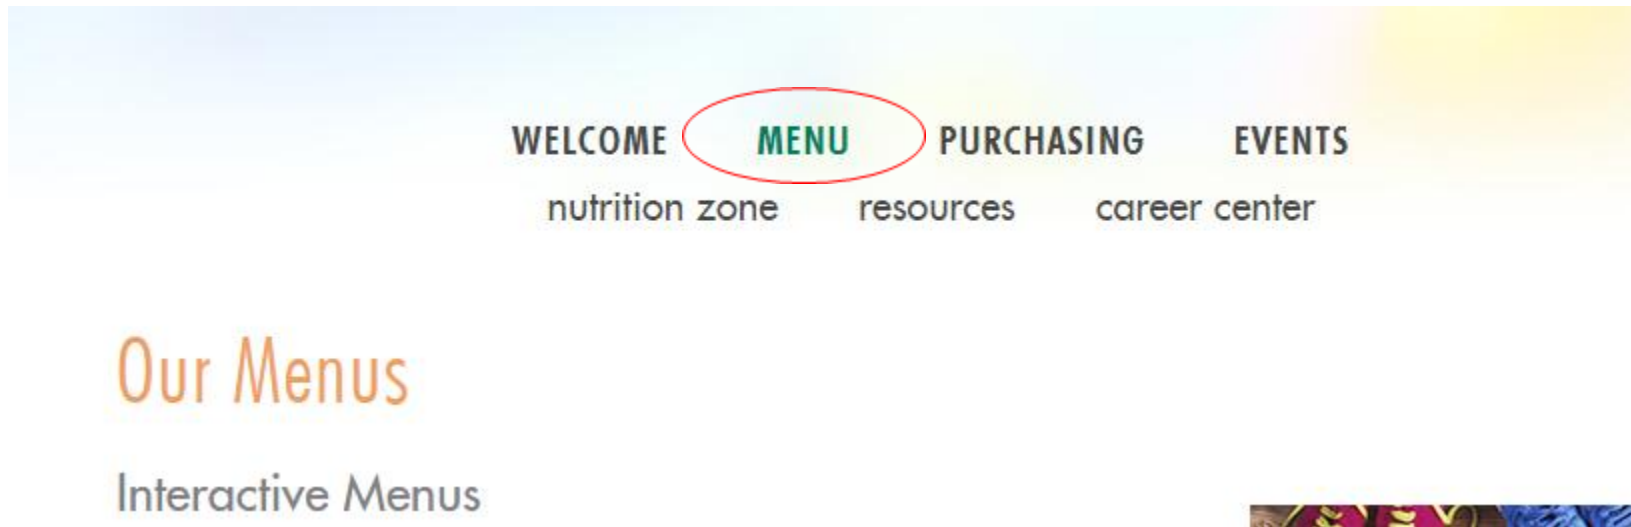 WELCOME MENU PURCHASING EVENTS
nutrition zone resources career center
Our Menus
Interactive Menus